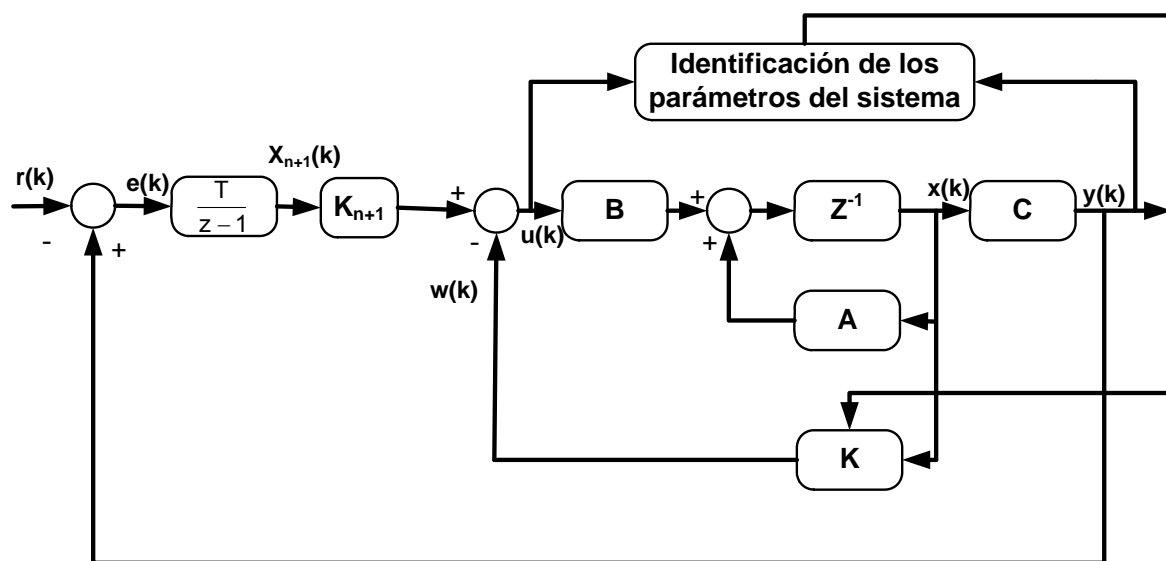 Identificación de los
parámetros del sistema
X_{n+1}(k)
r(k)
e(k)
T
z − 1
K_{n+1}
+
-
u(k)
B
+
+
Z^{-1}
x(k)
C
y(k)
-
+
w(k)
A
K